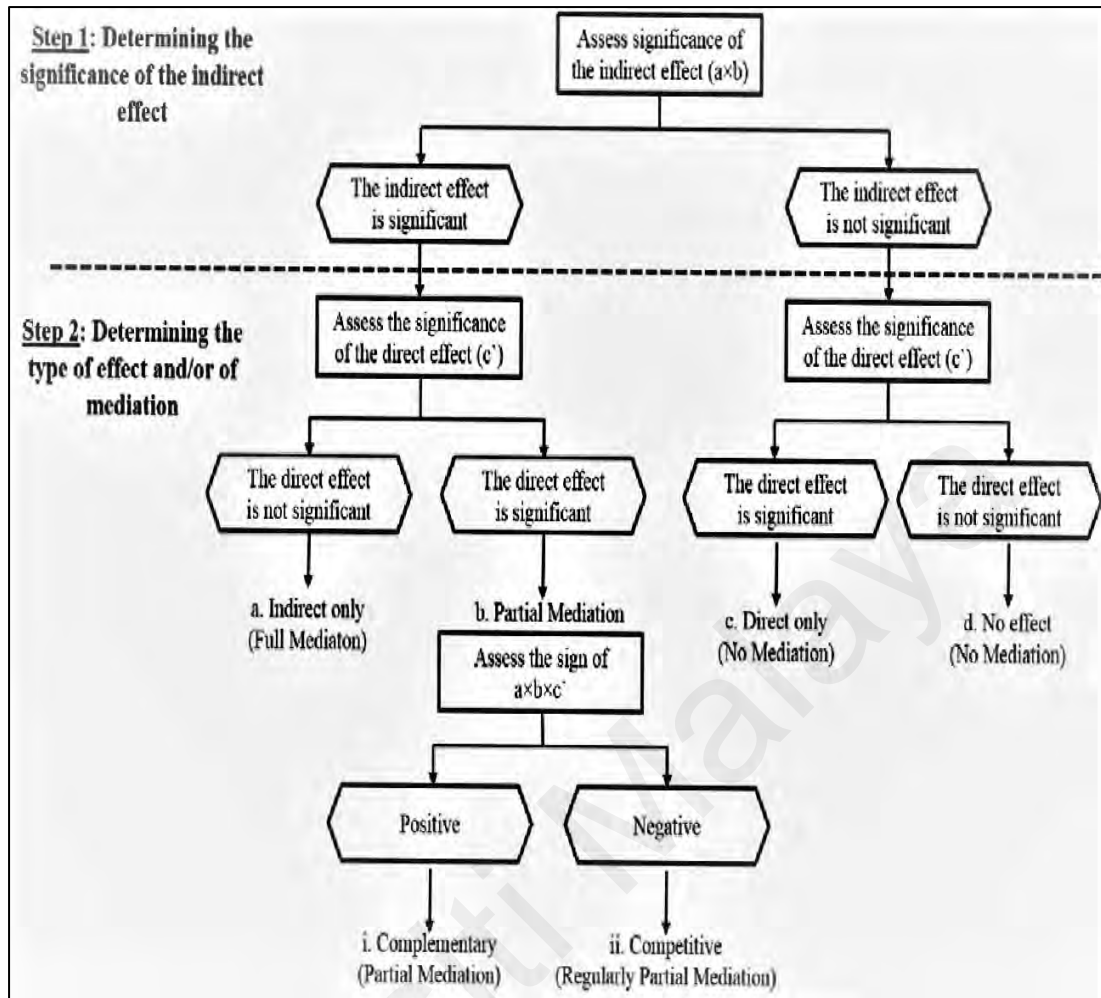 Step 1: Determining the
significance of the indirect
effect
Assess significance of
the indirect effect (a×b)
The indirect effect
is significant
The indirect effect
is not significant
Step 2: Determining the
type of effect and/or of
mediation
Assess the significance
of the direct effect (c`)
Assess the significance
of the direct effect (c`)
The direct effect
is not significant
The direct effect
is significant
The direct effect
is significant
The direct effect
is not significant
a. Indirect only
(Full Mediaton)
b. Partial Mediation
c. Direct only
(No Mediation)
d. No effect
(No Mediation)
Assess the sign of
a×b×c`
Positive
Negative
i. Complementary
(Partial Mediation)
ii. Competitive
(Regularly Partial Mediation)
iti Malaya